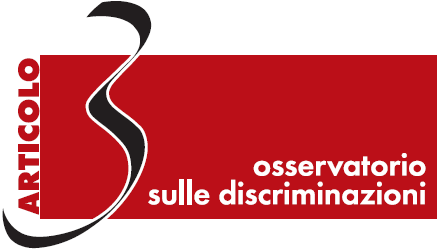 ARTICOLO
3
osservatorio
sulle discriminazioni